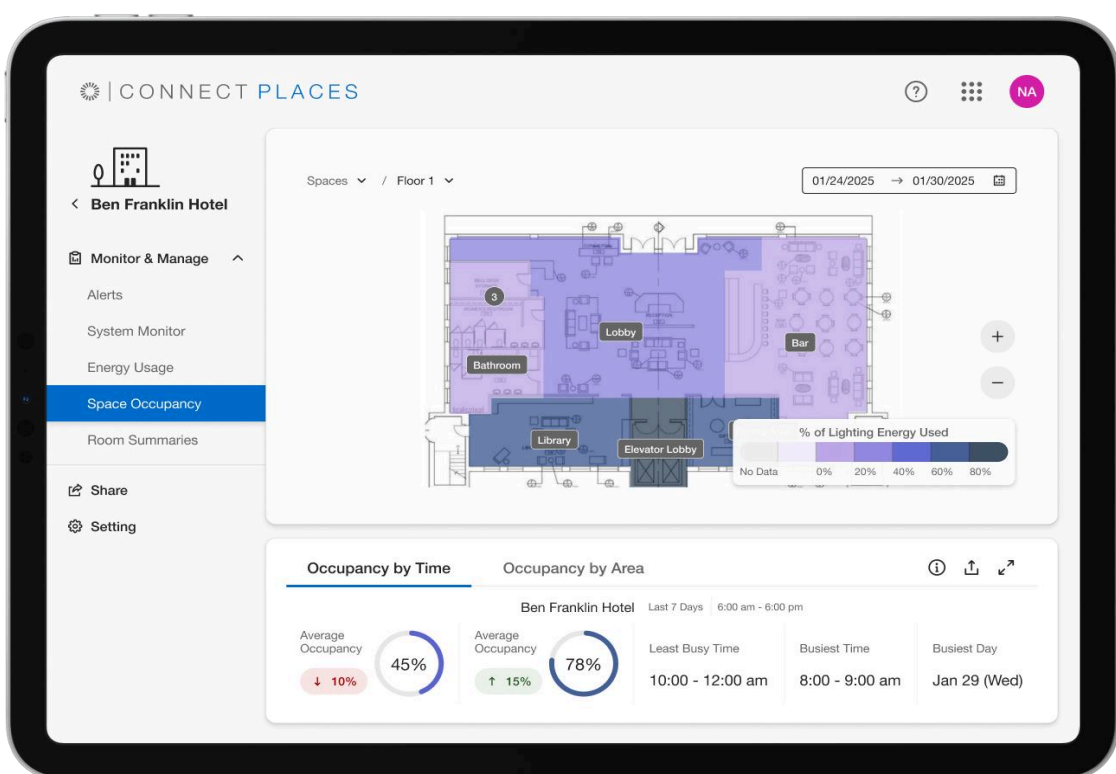 CONNECT PLACES
?
NA
Ben Franklin Hotel
Monitor & Manage
Alerts
System Monitor
Energy Usage
Space Occupancy
Room Summaries
Share
Setting
Spaces / Floor 1
01/24/2025 → 01/30/2025
3
Lobby
Bar
Bathroom
Library
Elevator Lobby
+
−
% of Lighting Energy Used
No Data 0% 20% 40% 60% 80%
Occupancy by Time
Occupancy by Area
Ben Franklin Hotel Last 7 Days 6:00 am - 6:00 pm
Average
Occupancy
↓ 10%
45%
Average
Occupancy
↑ 15%
78%
Least Busy Time
10:00 - 12:00 am
Busiest Time
8:00 - 9:00 am
Busiest Day
Jan 29 (Wed)